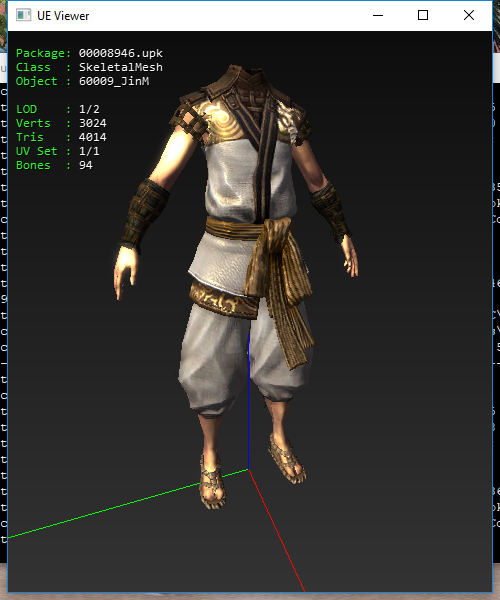 UE Viewer
Package: 00008946.upk
Class : SkeletalMesh
Object : 60009_JinM
LOD : 1/2
Verts : 3024
Tris : 4014
UV Set : 1/1
Bones : 94